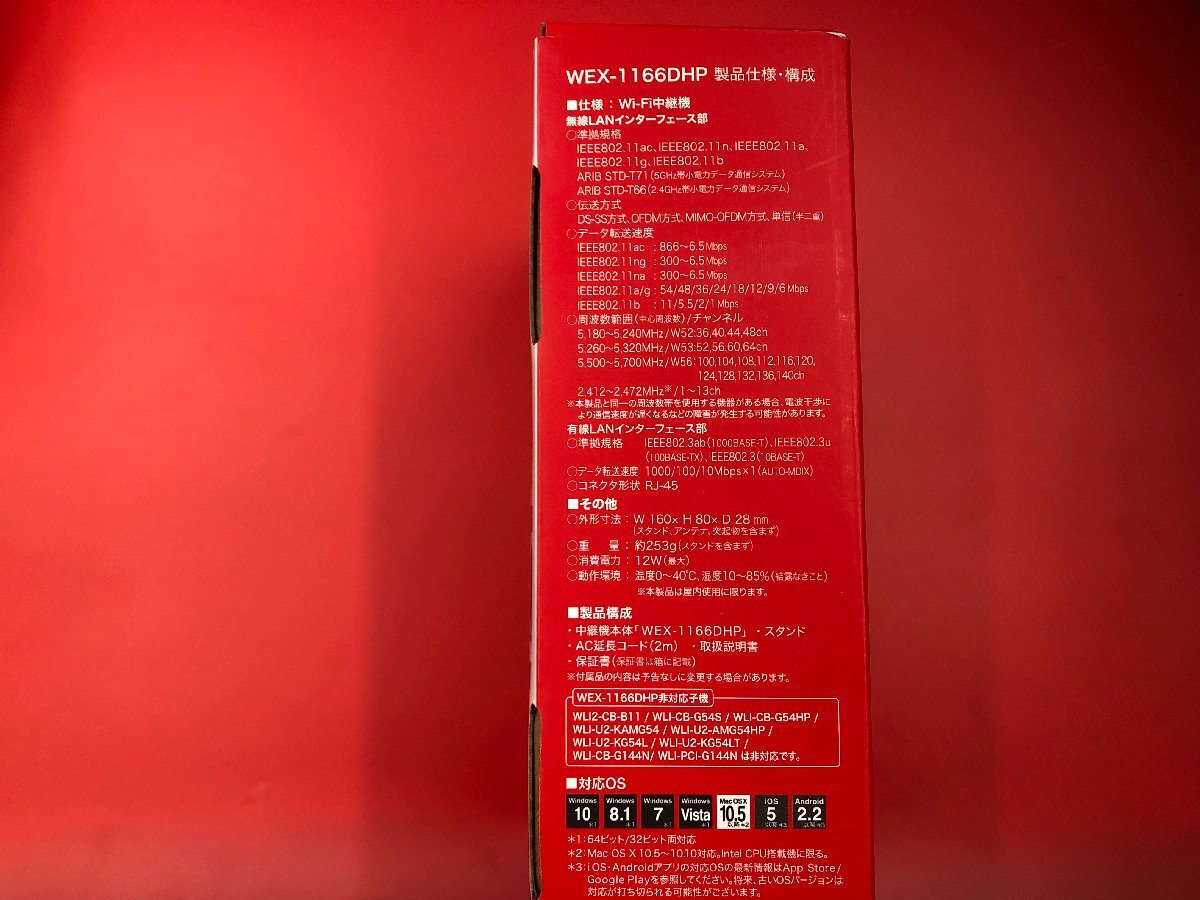 WEX-1166DHP 製品仕様・構成
■仕様：Wi-Fi中継機
無線LANインターフェース部
○準拠規格
IEEE802.11ac、IEEE802.11n、IEEE802.11a、
IEEE802.11g、IEEE802.11b
ARIB STD-T71（5GHz帯小電力データ通信システム）
ARIB STD-T66（2.4GHz帯小電力データ通信システム）
○伝送方式
DS-SS方式、OFDM方式、MIMO-OFDM方式、単信（半二重）
○データ転送速度
IEEE802.11ac ：866～6.5Mbps
IEEE802.11ng ：300～6.5Mbps
IEEE802.11na ：300～6.5Mbps
IEEE802.11a/g：54/48/36/24/18/12/9/6Mbps
IEEE802.11b ：11/5.5/2/1Mbps
○周波数範囲（中心周波数）/チャンネル
5,180～5,240MHz/W52：36,40,44,48ch
5,260～5,320MHz/W53：52,56,60,64ch
5,500～5,700MHz/W56：100,104,108,112,116,120,
124,128,132,136,140ch
2,412～2,472MHz※/1～13ch
※本製品と同一の周波数帯を使用する機器がある場合、電波干渉に
より通信速度が遅くなるなどの障害が発生する可能性があります。
有線LANインターフェース部
○準拠規格 IEEE802.3ab（1000BASE-T）、IEEE802.3u
（100BASE-TX）、EEE802.3（10BASE-T）
○データ転送速度 1000/100/10Mbps×1（AUTO-MDIX）
○コネクタ形状 RJ-45
■その他
○外形寸法：W 160× H 80× D 28 mm
（スタンド、アンテナ、突起物を含まず）
○重 量：約253g（スタンドを含まず）
○消費電力：12W（最大）
○動作環境：温度0～40℃、湿度10～85%（結露なきこと）
※本製品は屋内使用に限ります。
■製品構成
・中継機本体「WEX-1166DHP」 ・スタンド
・AC延長コード（2m） ・取扱説明書
・保証書（保証書は箱に記載）
※付属品の内容は予告なしに変更する場合があります。
WEX-1166DHP非対応子機
WLI2-CB-B11 / WLI-CB-G54S / WLI-CB-G54HP /
WLI-U2-KAMG54 / WLI-U2-AMG54HP /
WLI-U2-KG54L / WLI-U2-KG54LT /
WLI-CB-G144N/ WLI-PCI-G144N は非対応です。
■対応OS
Windows 10 *1 Windows 8.1 *1 Windows 7 *1 Windows Vista *1 Mac OS X 10.5 以降*2 iOS 5 以降*3 Android 2.2 以降*3
*1：64ビット/32ビット両対応
*2：Mac OS X 10.5～10.10対応。Intel CPU搭載機に限る。
*3：iOS・Androidアプリの対応OSの最新情報はApp Store/
Google Playを参照してください。将来、古いOSバージョンは
対応が打ち切られる可能性がございます。